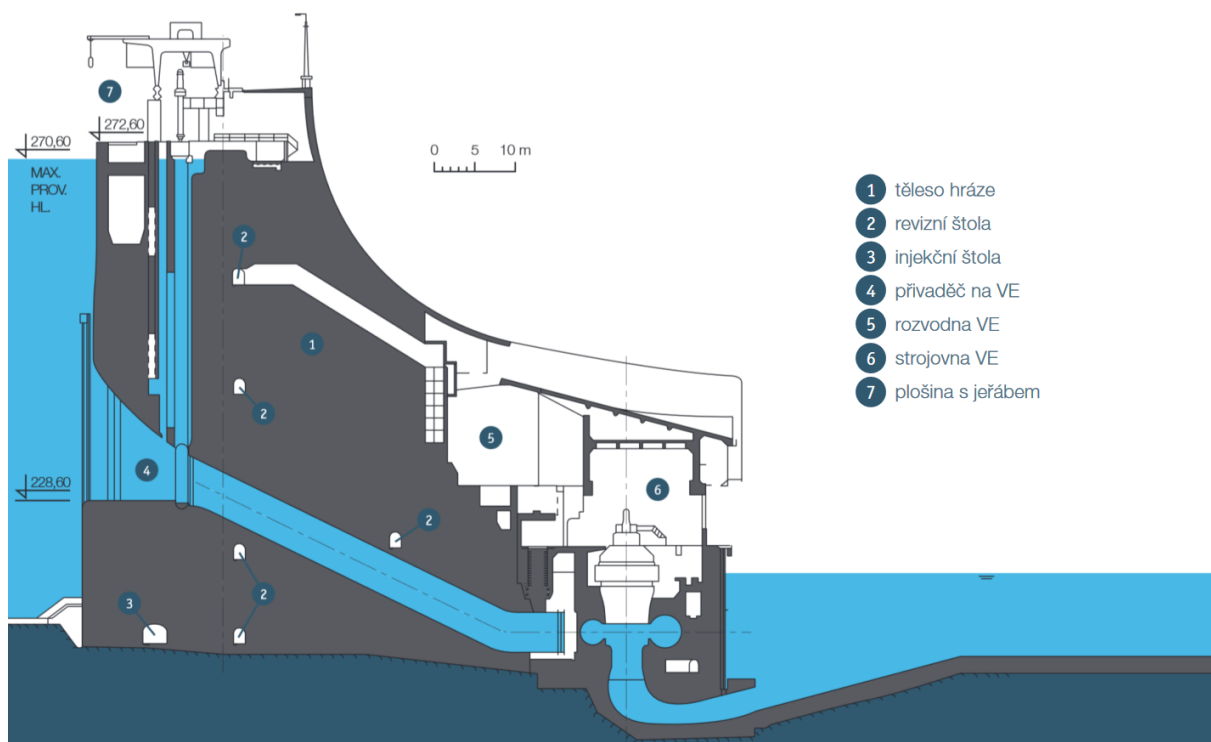 7
272,60
270,60
MAX.
PROV.
HL.
0 5 10 m
2
1
2
4
228,60
5
6
2
2
3
1 těleso hráze
2 revizní štola
3 injekční štola
4 přivaděč na VE
5 rozvodna VE
6 strojovna VE
7 plošina s jeřábem